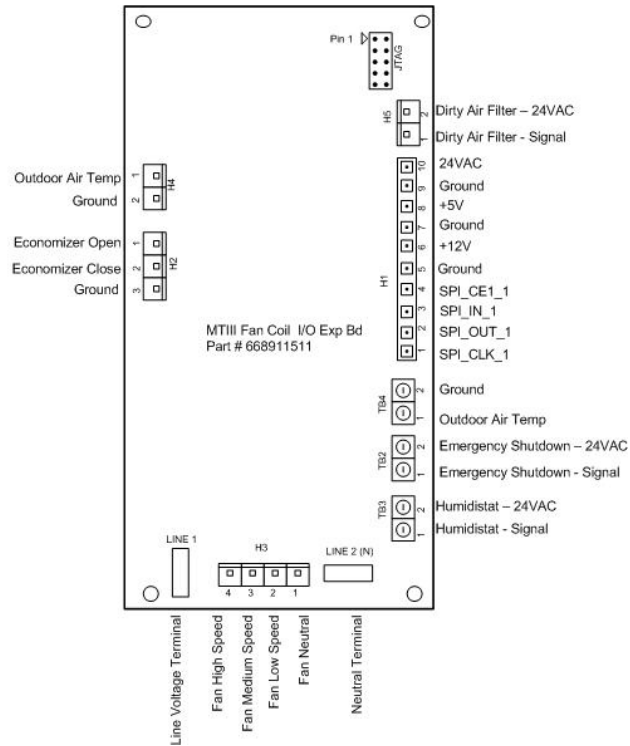 Pin 1
JTAG
H5
2
Dirty Air Filter – 24VAC
1
Dirty Air Filter - Signal
Outdoor Air Temp
1
Ground
2
H4
Economizer Open
1
Economizer Close
2
Ground
3
H2
H1
10
24VAC
9
Ground
8
+5V
7
Ground
6
+12V
5
Ground
4
SPI_CE1_1
3
SPI_IN_1
2
SPI_OUT_1
1
SPI_CLK_1
MTIII Fan Coil I/O Exp Bd
Part # 668911511
TB4
2
Ground
1
Outdoor Air Temp
TB2
2
Emergency Shutdown – 24VAC
1
Emergency Shutdown - Signal
TB3
2
Humidistat – 24VAC
1
Humidistat - Signal
LINE 1
H3
LINE 2 (N)
4
3
2
1
Line Voltage Terminal
Fan High Speed
Fan Medium Speed
Fan Low Speed
Fan Neutral
Neutral Terminal